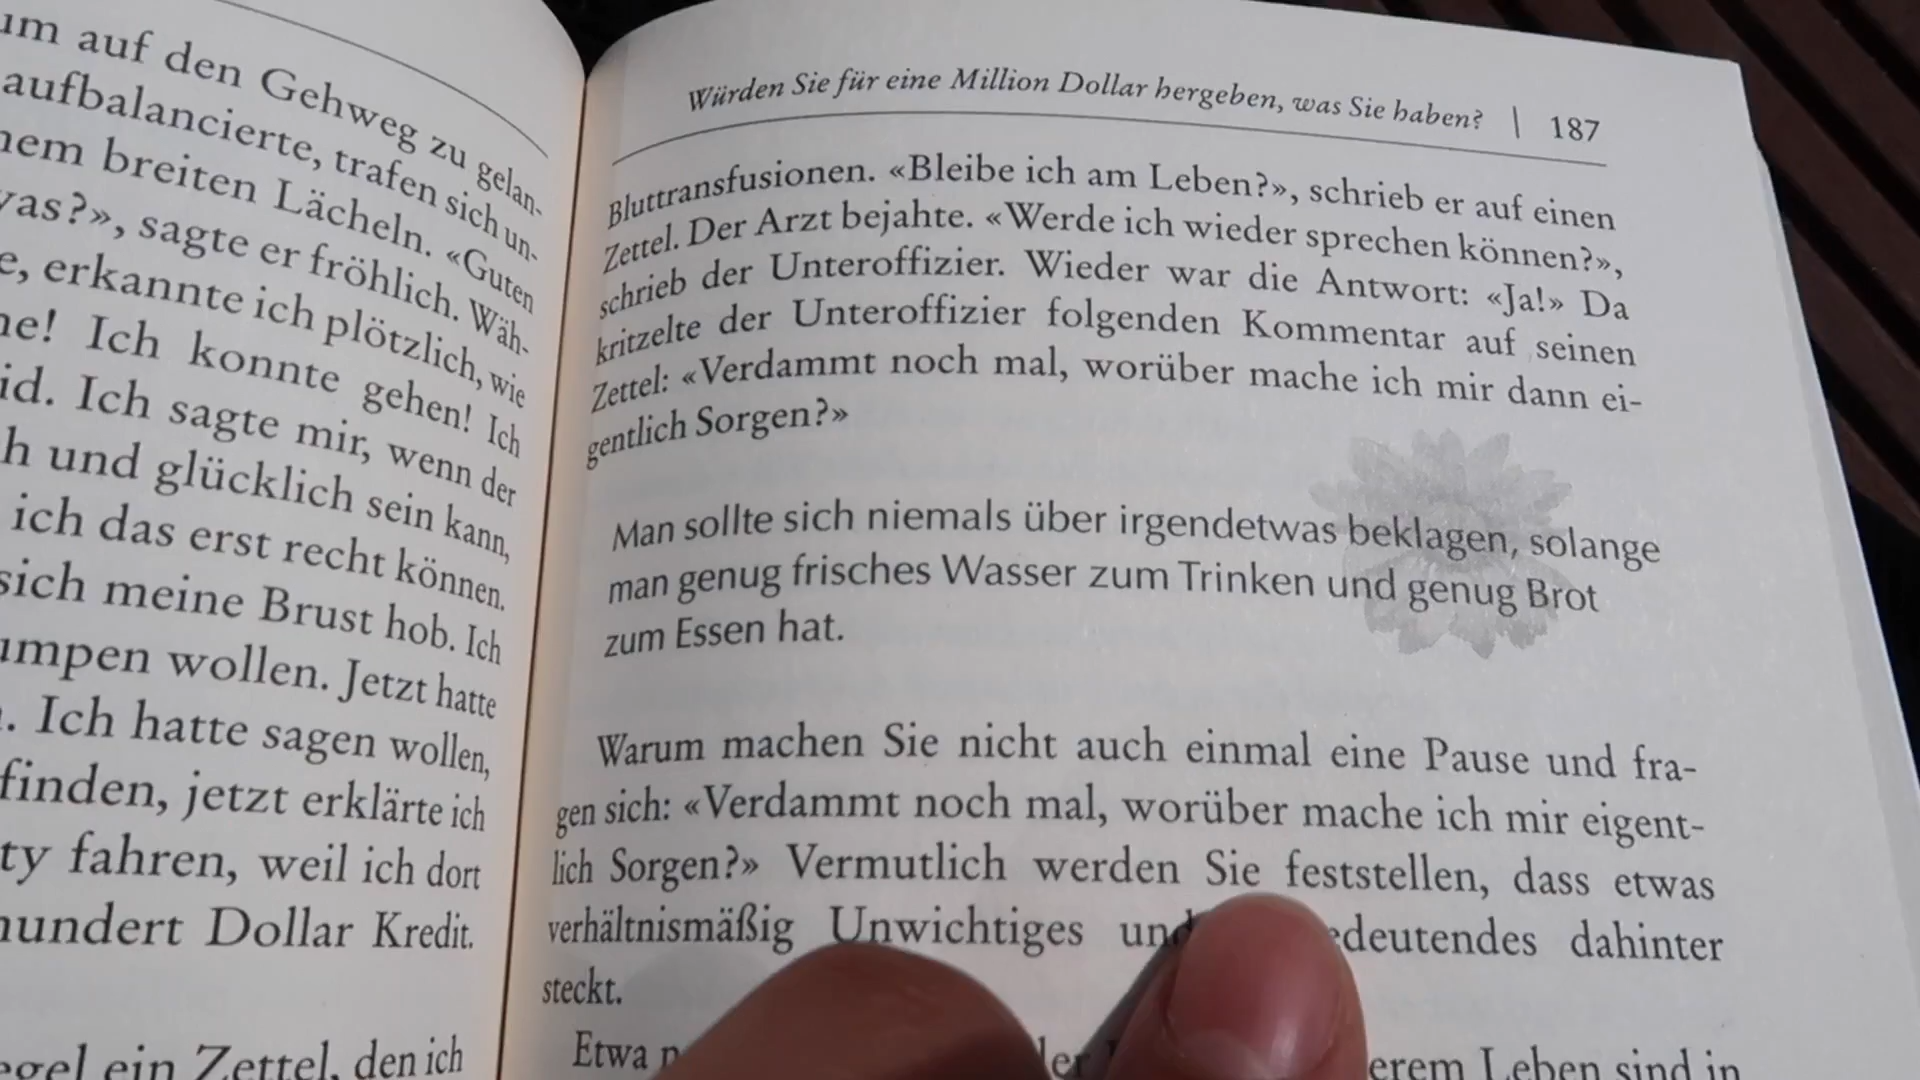 um auf den Gehweg zu gelan-
aufbalancierte, trafen sich un-
breiten Lächeln. «Guten
sagte er fröhlich. Wäh-
erkannte ich plötzlich, wie
Ich konnte gehen! Ich
Ich sagte mir, wenn der
und glücklich sein kann,
ich das erst recht können.
sich meine Brust hob. Ich
wollen. Jetzt hatte
Ich hatte sagen wollen,
finden, jetzt erklärte ich
fahren, weil ich dort
hundert Dollar Kredit.
ein Zettel, den ich
Würden Sie für eine Million Dollar hergeben, was Sie haben? | 187
Bluttransfusionen. «Bleibe ich am Leben?», schrieb er auf einen
Zettel. Der Arzt bejahte. «Werde ich wieder sprechen können?»,
schrieb der Unteroffizier. Wieder war die Antwort: «Ja!» Da
kritzelte der Unteroffizier folgenden Kommentar auf seinen
Zettel: «Verdammt noch mal, worüber mache ich mir dann ei-
gentlich Sorgen?»
Man sollte sich niemals über irgendetwas beklagen, solange
man genug frisches Wasser zum Trinken und genug Brot
zum Essen hat.
Warum machen Sie nicht auch einmal eine Pause und fra-
gen sich: «Verdammt noch mal, worüber mache ich mir eigent-
lich Sorgen?» Vermutlich werden Sie feststellen, dass etwas
verhältnismäßig Unwichtiges und dahinter
steckt.
Etwa Leben sind in